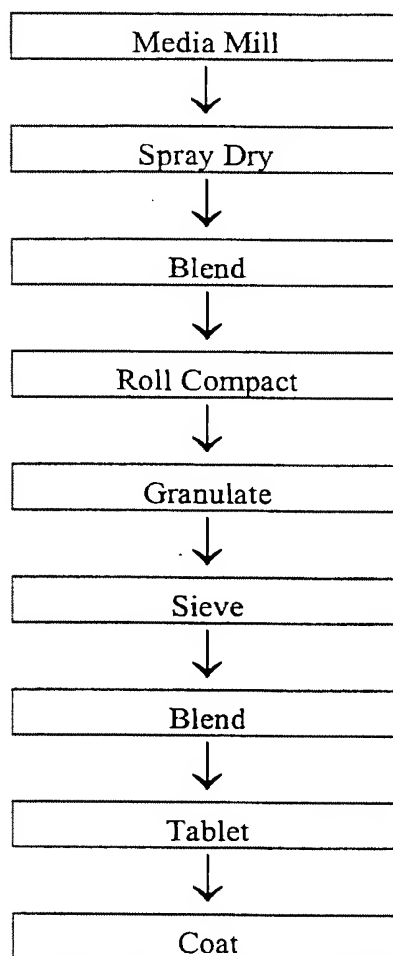 Media Mill
Spray Dry
Blend
Roll Compact
Granulate
Sieve
Blend
Tablet
Coat